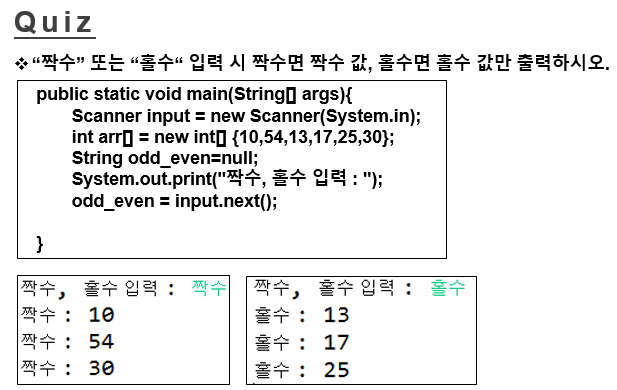 Quiz
❖“짝수” 또는 “홀수“ 입력 시 짝수면 짝수 값, 홀수면 홀수 값만 출력하시오.
public static void main(String[] args){
Scanner input = new Scanner(System.in);
int arr[] = new int[] {10,54,13,17,25,30};
String odd_even=null;
System.out.print("짝수, 홀수 입력 : ");
odd_even = input.next();
}
짝수, 홀수 입력 : 짝수
짝수 : 10
짝수 : 54
짝수 : 30
짝수, 홀수 입력 : 홀수
홀수 : 13
홀수 : 17
홀수 : 25